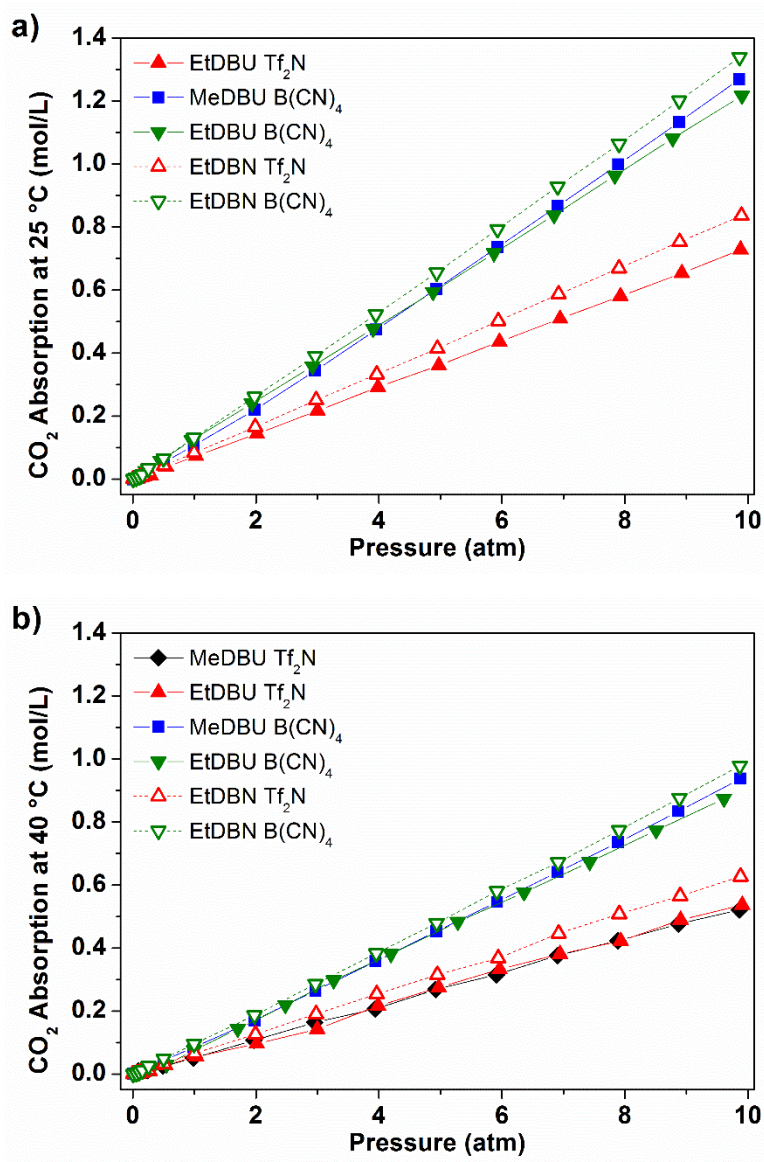 a)
1.4
1.2
1.0
0.8
0.6
0.4
0.2
0.0
CO₂ Absorption at 25 °C (mol/L)
EtDBU Tf₂N
MeDBU B(CN)₄
EtDBU B(CN)₄
EtDBN Tf₂N
EtDBN B(CN)₄
0 2 4 6 8 10
Pressure (atm)
b)
1.4
1.2
1.0
0.8
0.6
0.4
0.2
0.0
CO₂ Absorption at 40 °C (mol/L)
MeDBU Tf₂N
EtDBU Tf₂N
MeDBU B(CN)₄
EtDBU B(CN)₄
EtDBN Tf₂N
EtDBN B(CN)₄
0 2 4 6 8 10
Pressure (atm)